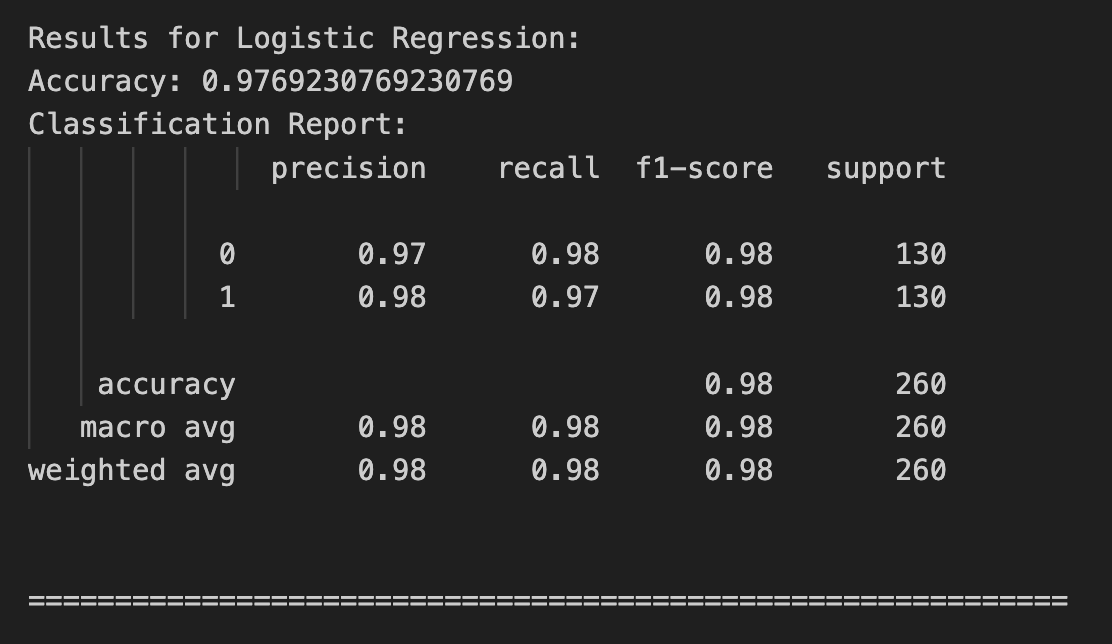 Results for Logistic Regression:
Accuracy: 0.9769230769230769
Classification Report:
              precision    recall  f1-score   support

           0       0.97      0.98      0.98       130
           1       0.98      0.97      0.98       130

    accuracy                           0.98       260
   macro avg       0.98      0.98      0.98       260
weighted avg       0.98      0.98      0.98       260


============================================================